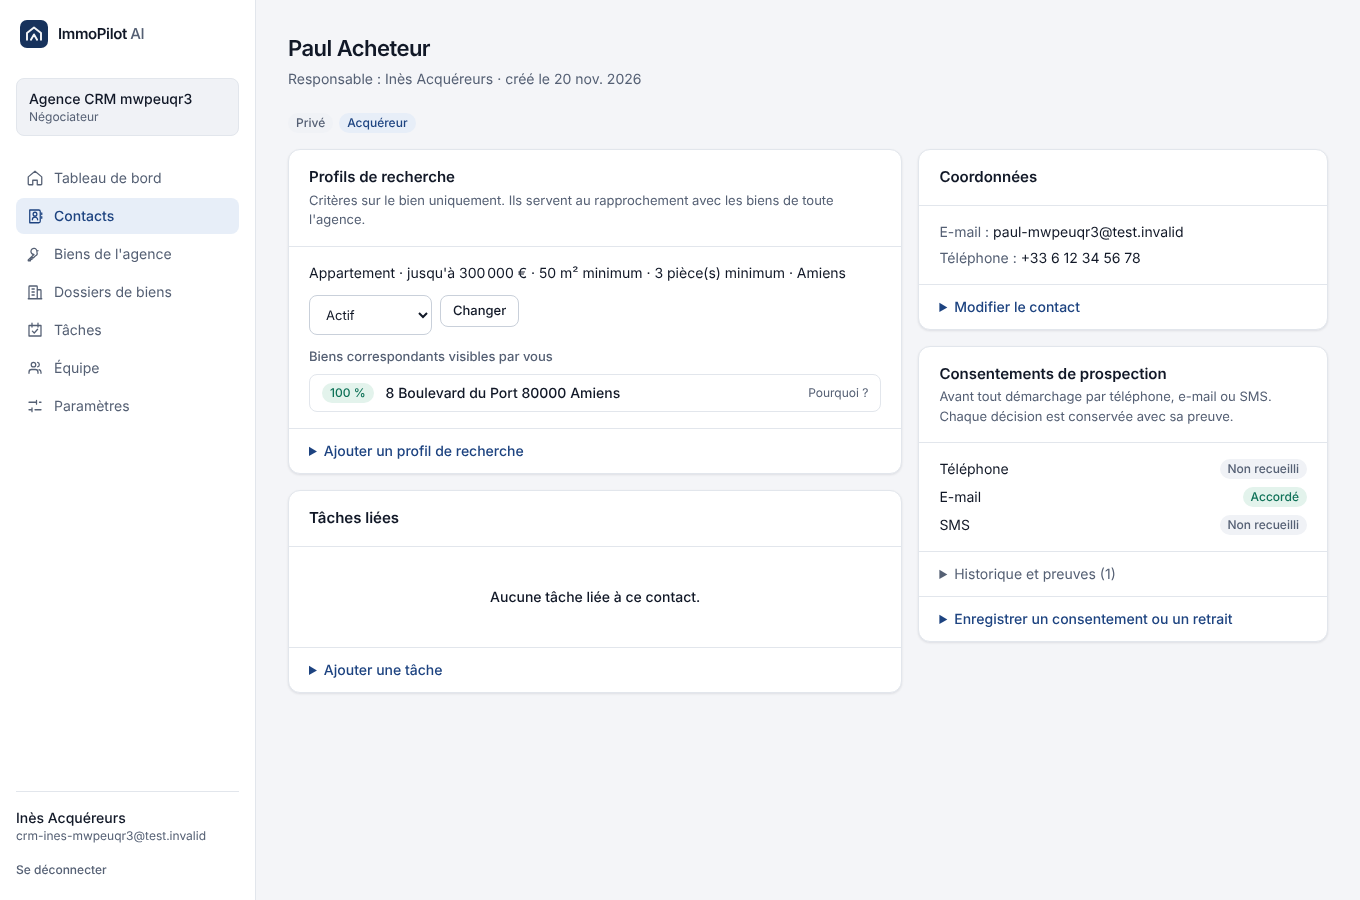 ImmoPilot AI
Agence CRM mwpeuqr3
Négociateur
Tableau de bord
Contacts
Biens de l'agence
Dossiers de biens
Tâches
Équipe
Paramètres
Inès Acquéreurs
crm-ines-mwpeuqr3@test.invalid
Se déconnecter
Paul Acheteur
Responsable : Inès Acquéreurs · créé le 20 nov. 2026
Privé Acquéreur
Profils de recherche
Critères sur le bien uniquement. Ils servent au rapprochement avec les biens de toute
l'agence.
Appartement · jusqu'à 300 000 € · 50 m² minimum · 3 pièce(s) minimum · Amiens
Actif Changer
Biens correspondants visibles par vous
100 % 8 Boulevard du Port 80000 Amiens Pourquoi ?
Ajouter un profil de recherche
Tâches liées
Aucune tâche liée à ce contact.
Ajouter une tâche
Coordonnées
E-mail : paul-mwpeuqr3@test.invalid
Téléphone : +33 6 12 34 56 78
Modifier le contact
Consentements de prospection
Avant tout démarchage par téléphone, e-mail ou SMS.
Chaque décision est conservée avec sa preuve.
Téléphone Non recueilli
E-mail Accordé
SMS Non recueilli
Historique et preuves (1)
Enregistrer un consentement ou un retrait